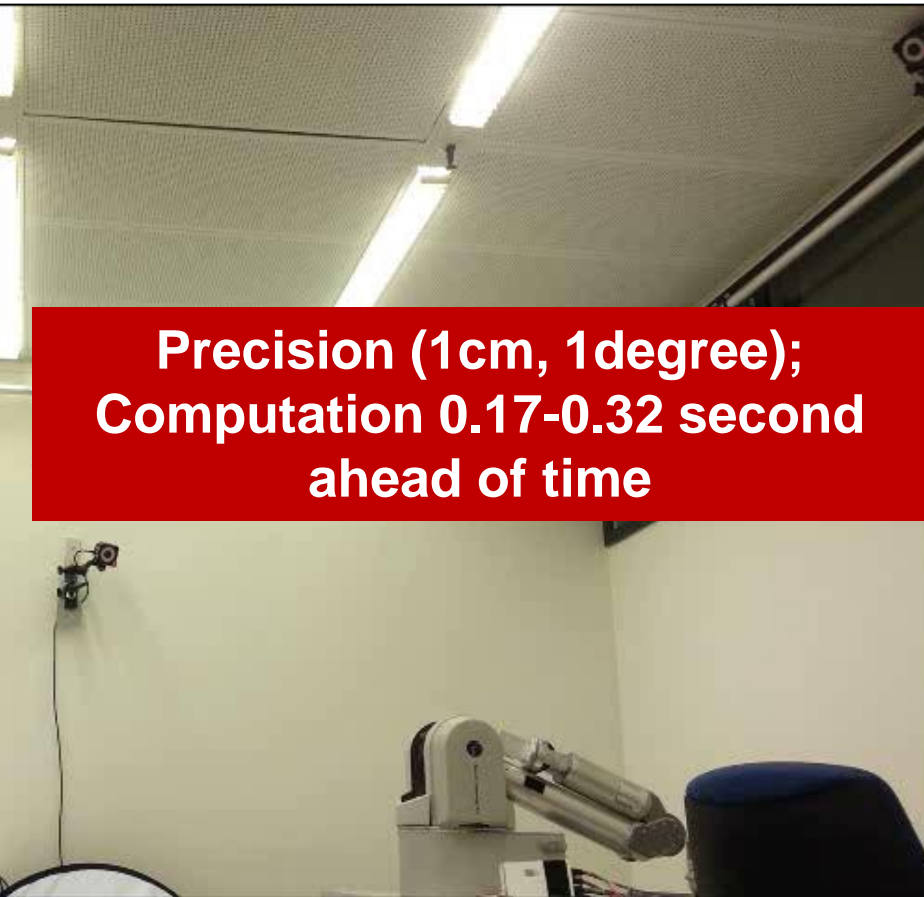 Precision (1cm, 1degree);
Computation 0.17-0.32 second
ahead of time